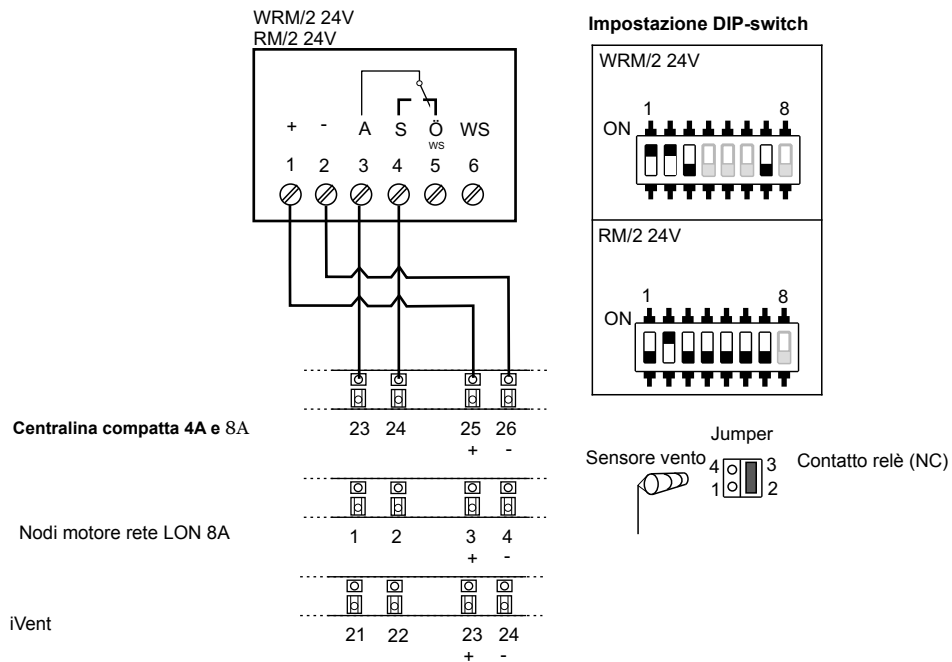 WRM/2 24V
RM/2 24V
+ - A S Ö WS
WS
1 2 3 4 5 6
Impostazione DIP-switch
WRM/2 24V
1 8
ON
RM/2 24V
1 8
ON
Centralina compatta 4A e 8A
23 24 25 26
+ -
Nodi motore rete LON 8A
1 2 3 4
+ -
iVent
21 22 23 24
+ -
Jumper
Sensore vento
4 3
1 2
Contatto relè (NC)